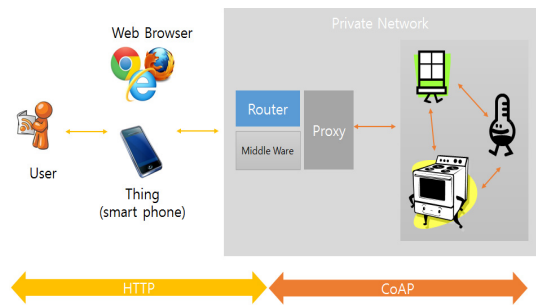 Private Network
Web Browser
Router
Middle Ware
Proxy
User
Thing
(smart phone)
HTTP
CoAP